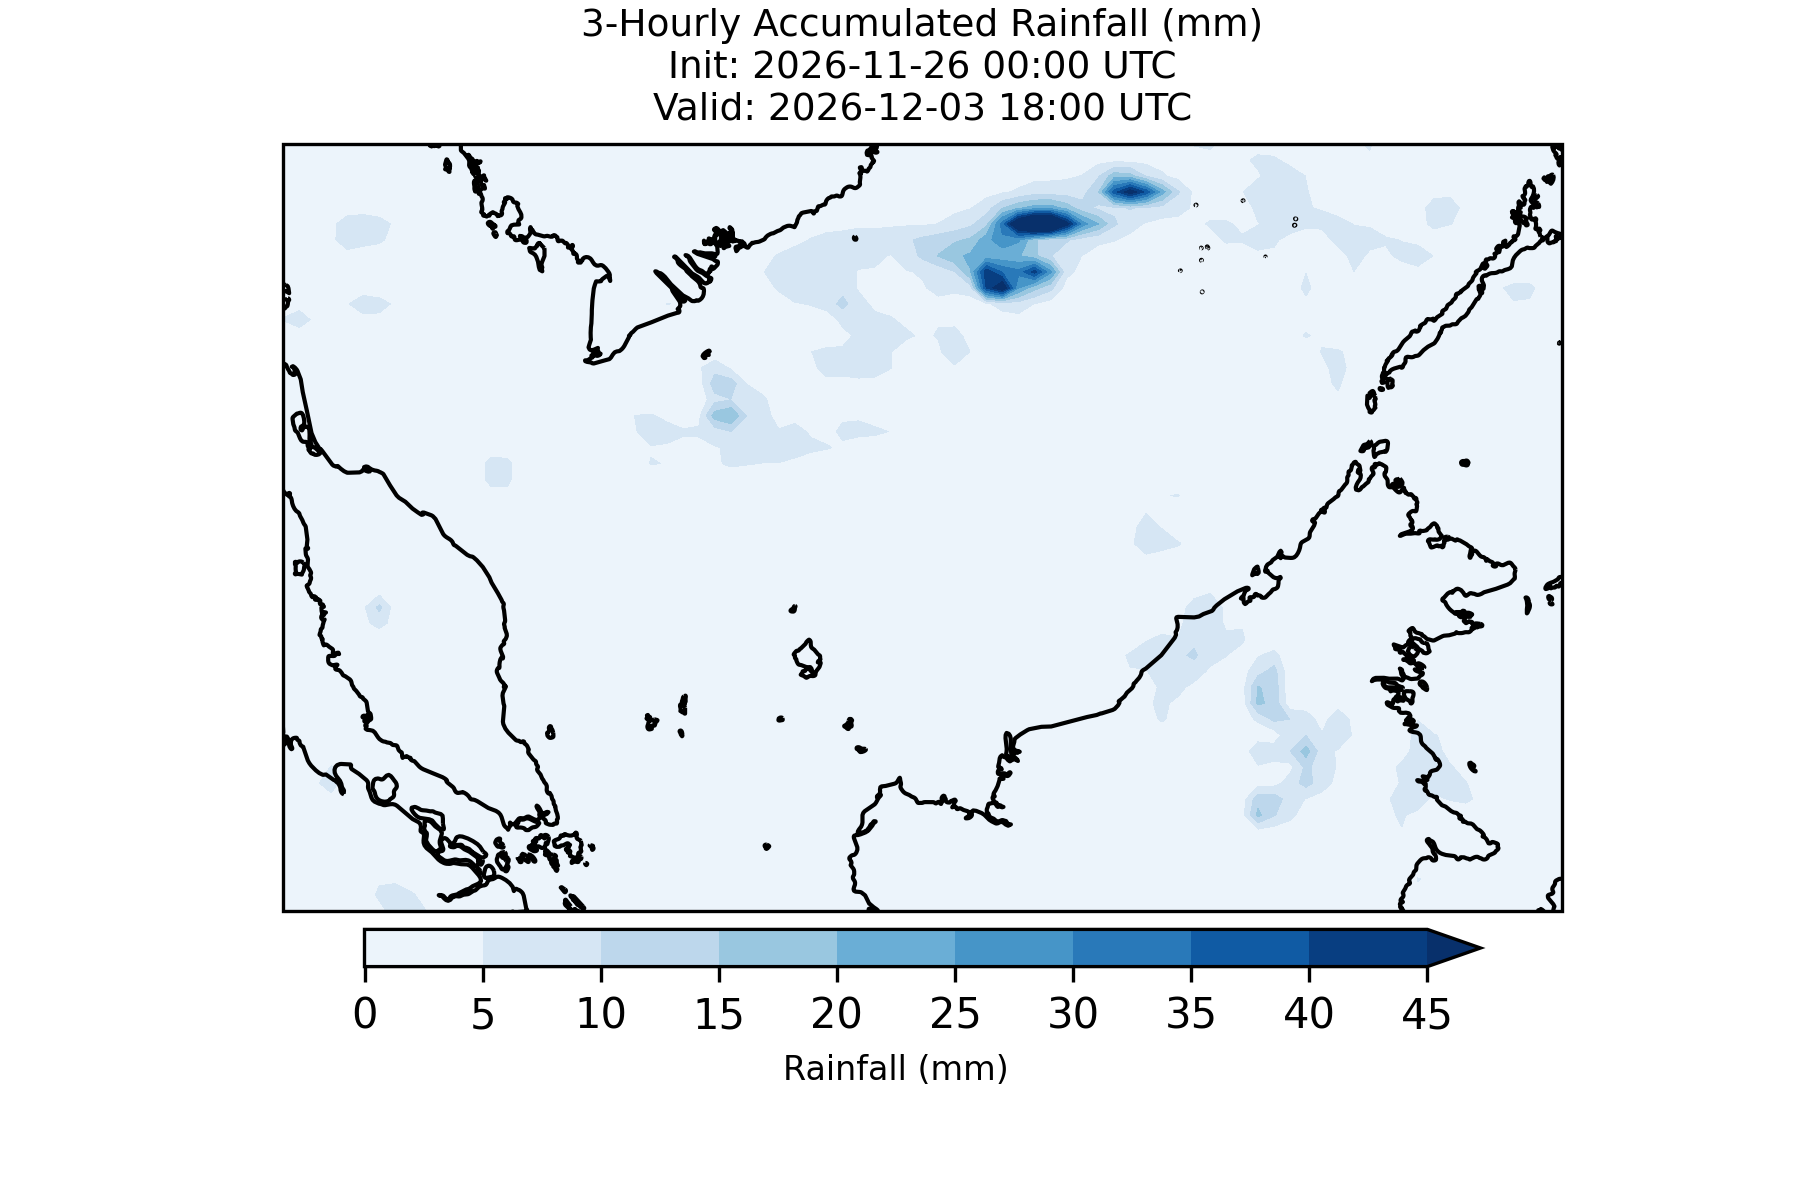 3-Hourly Accumulated Rainfall (mm)
Init: 2026-11-26 00:00 UTC
Valid: 2026-12-03 18:00 UTC
0 5 10 15 20 25 30 35 40 45
Rainfall (mm)